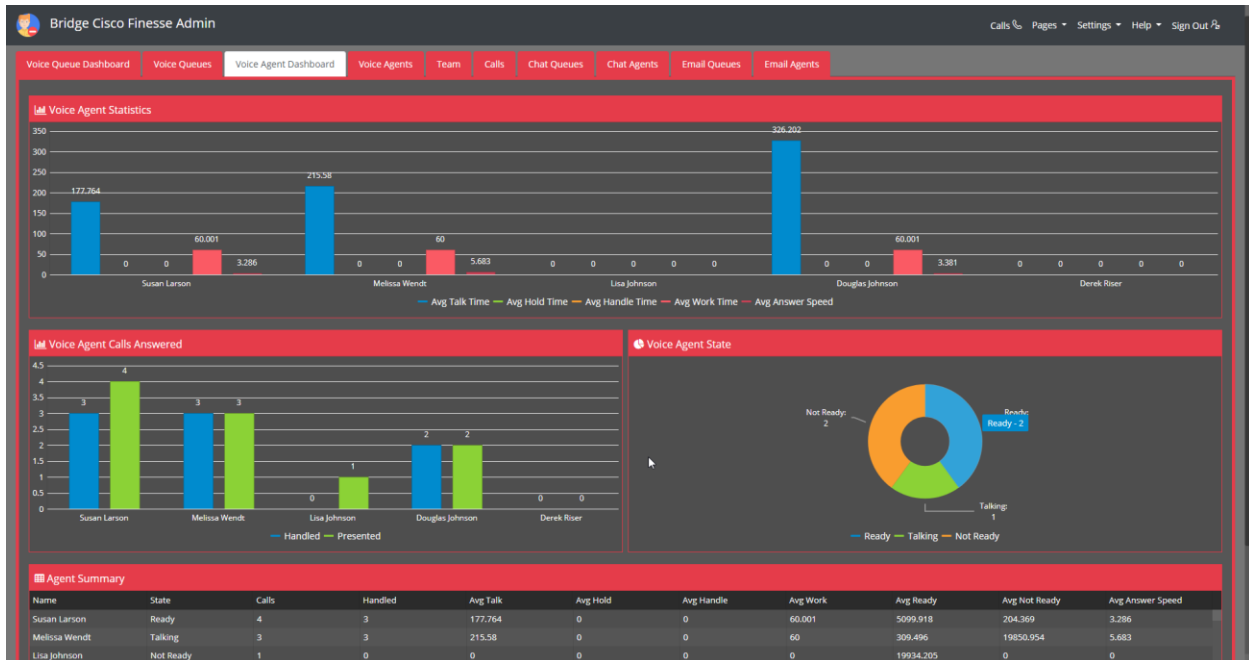 Bridge Cisco Finesse Admin
Calls Pages Settings Help Sign Out
Voice Queue Dashboard Voice Queues Voice Agent Dashboard Voice Agents Team Calls Chat Queues Chat Agents Email Queues Email Agents
Voice Agent Statistics
350
300
250
200
150
100
50
0
177.764 0 0 60.001 3.286
215.58 0 0 60 5.683
0 0 0 0 0
326.202 0 0 60.001 3.381
0 0 0 0 0
Susan Larson Melissa Wendt Lisa Johnson Douglas Johnson Derek Riser
Avg Talk Time Avg Hold Time Avg Handle Time Avg Work Time Avg Answer Speed
Voice Agent Calls Answered
4.5
4
3.5
3
2.5
2
1.5
1
0.5
0
3 4
3 3
0 1
2 2
0 0
Susan Larson Melissa Wendt Lisa Johnson Douglas Johnson Derek Riser
Handled Presented
Voice Agent State
Not Ready:
2
Ready:
Ready - 2
Talking:
1
Ready Talking Not Ready
Agent Summary
Name State Calls Handled Avg Talk Avg Hold Avg Handle Avg Work Avg Ready Avg Not Ready Avg Answer Speed
Susan Larson Ready 4 3 177.764 0 0 60.001 5099.918 204.369 3.286
Melissa Wendt Talking 3 3 215.58 0 0 60 309.496 19850.954 5.683
Lisa Johnson Not Ready 1 0 0 0 0 0 19934.205 0 0